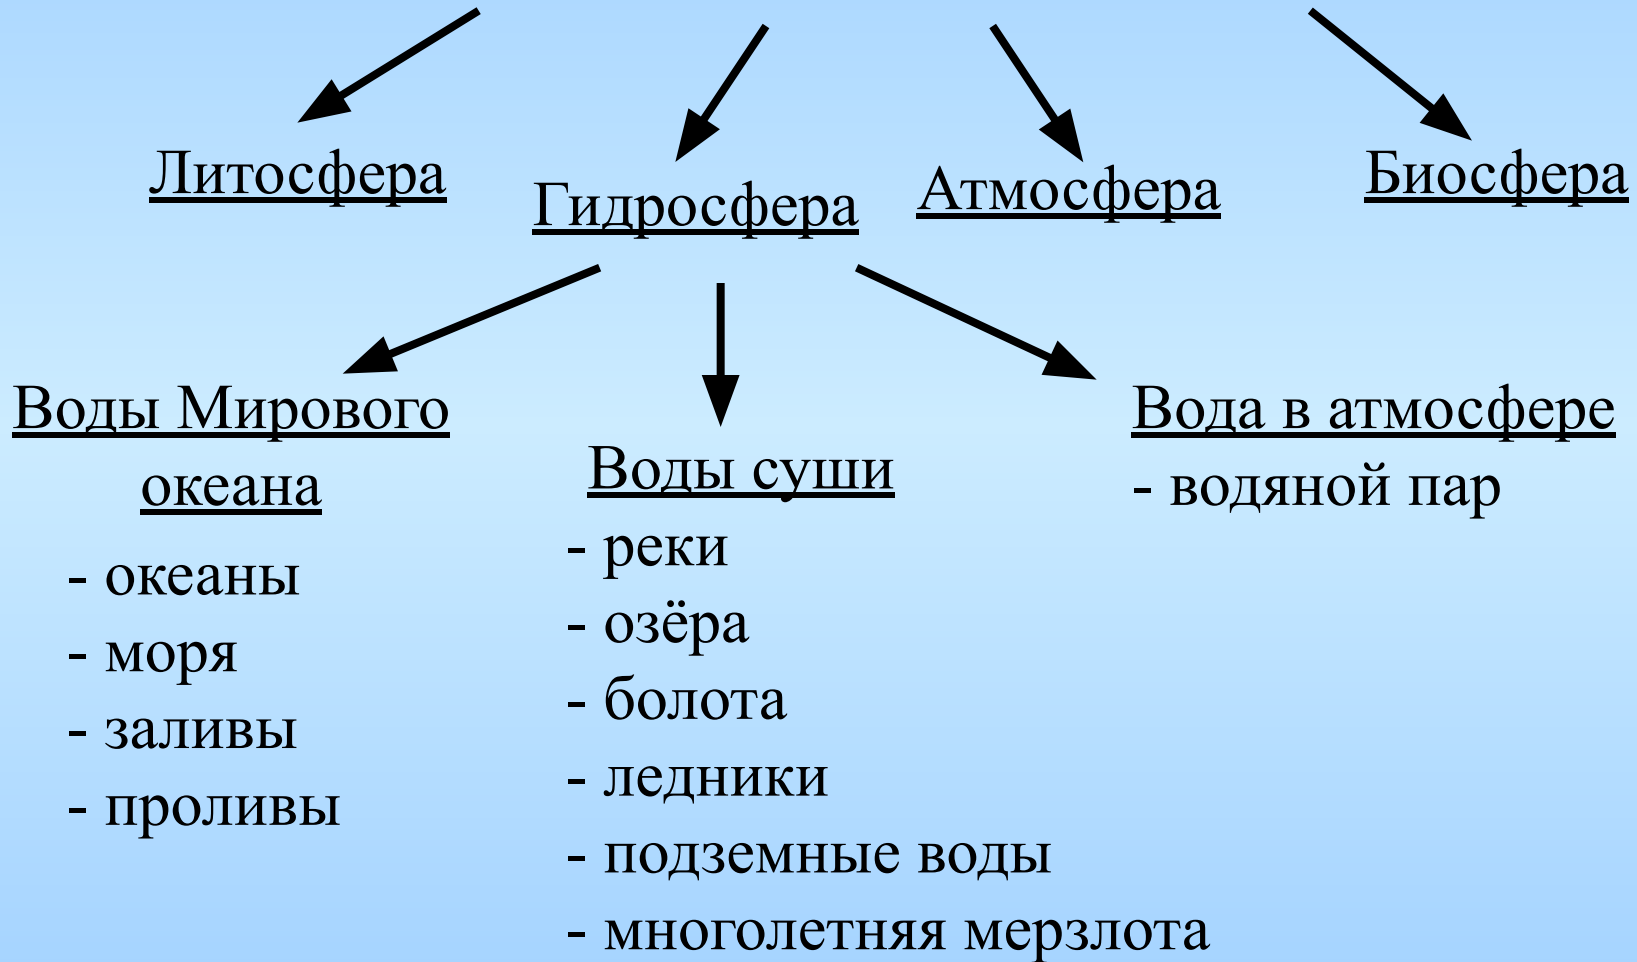 Литосфера
Гидросфера
Атмосфера
Биосфера
Воды Мирового
океана
- океаны
- моря
- заливы
- проливы
Воды суши
- реки
- озёра
- болота
- ледники
- подземные воды
- многолетняя мерзлота
Вода в атмосфере
- водяной пар